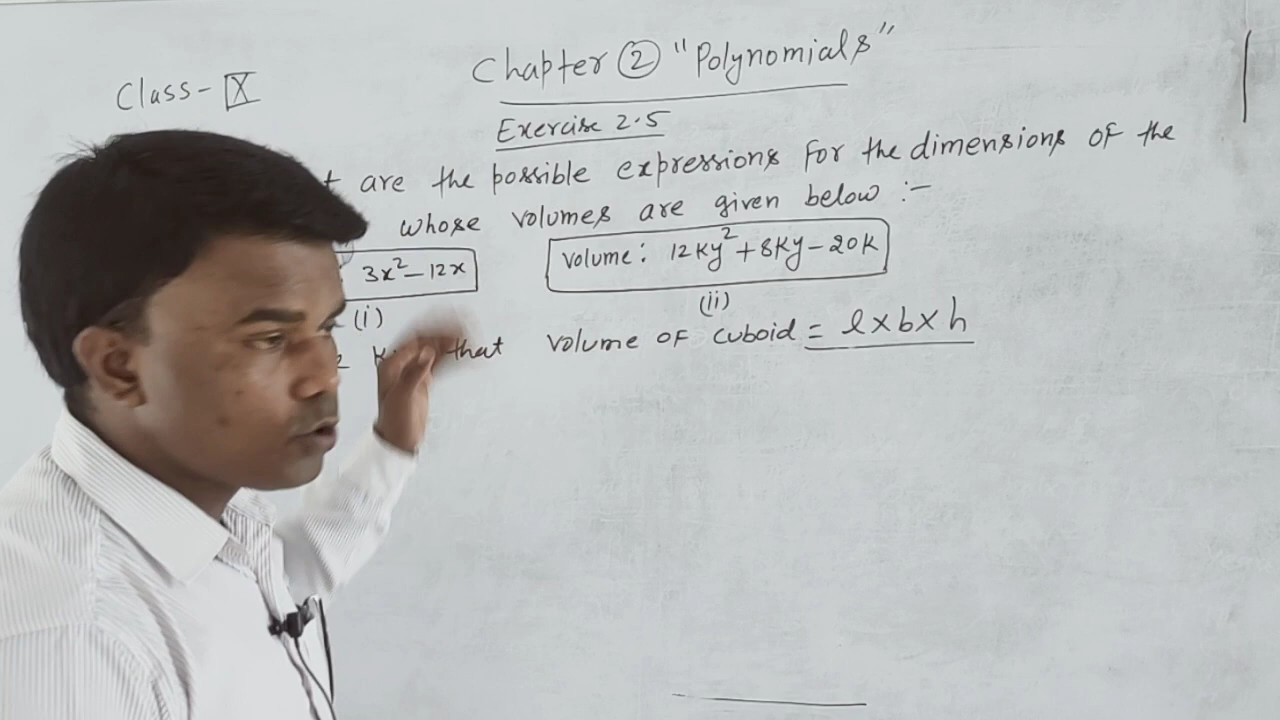 Chapter ② "Polynomials"
Class - X
Exercise 2.5
are the possible expressions for the dimensions of the
whose volumes are given below :-
3x² - 12x
volume: 12ky² + 8ky - 20k
(i)
(ii)
that volume of cuboid = l x b x h